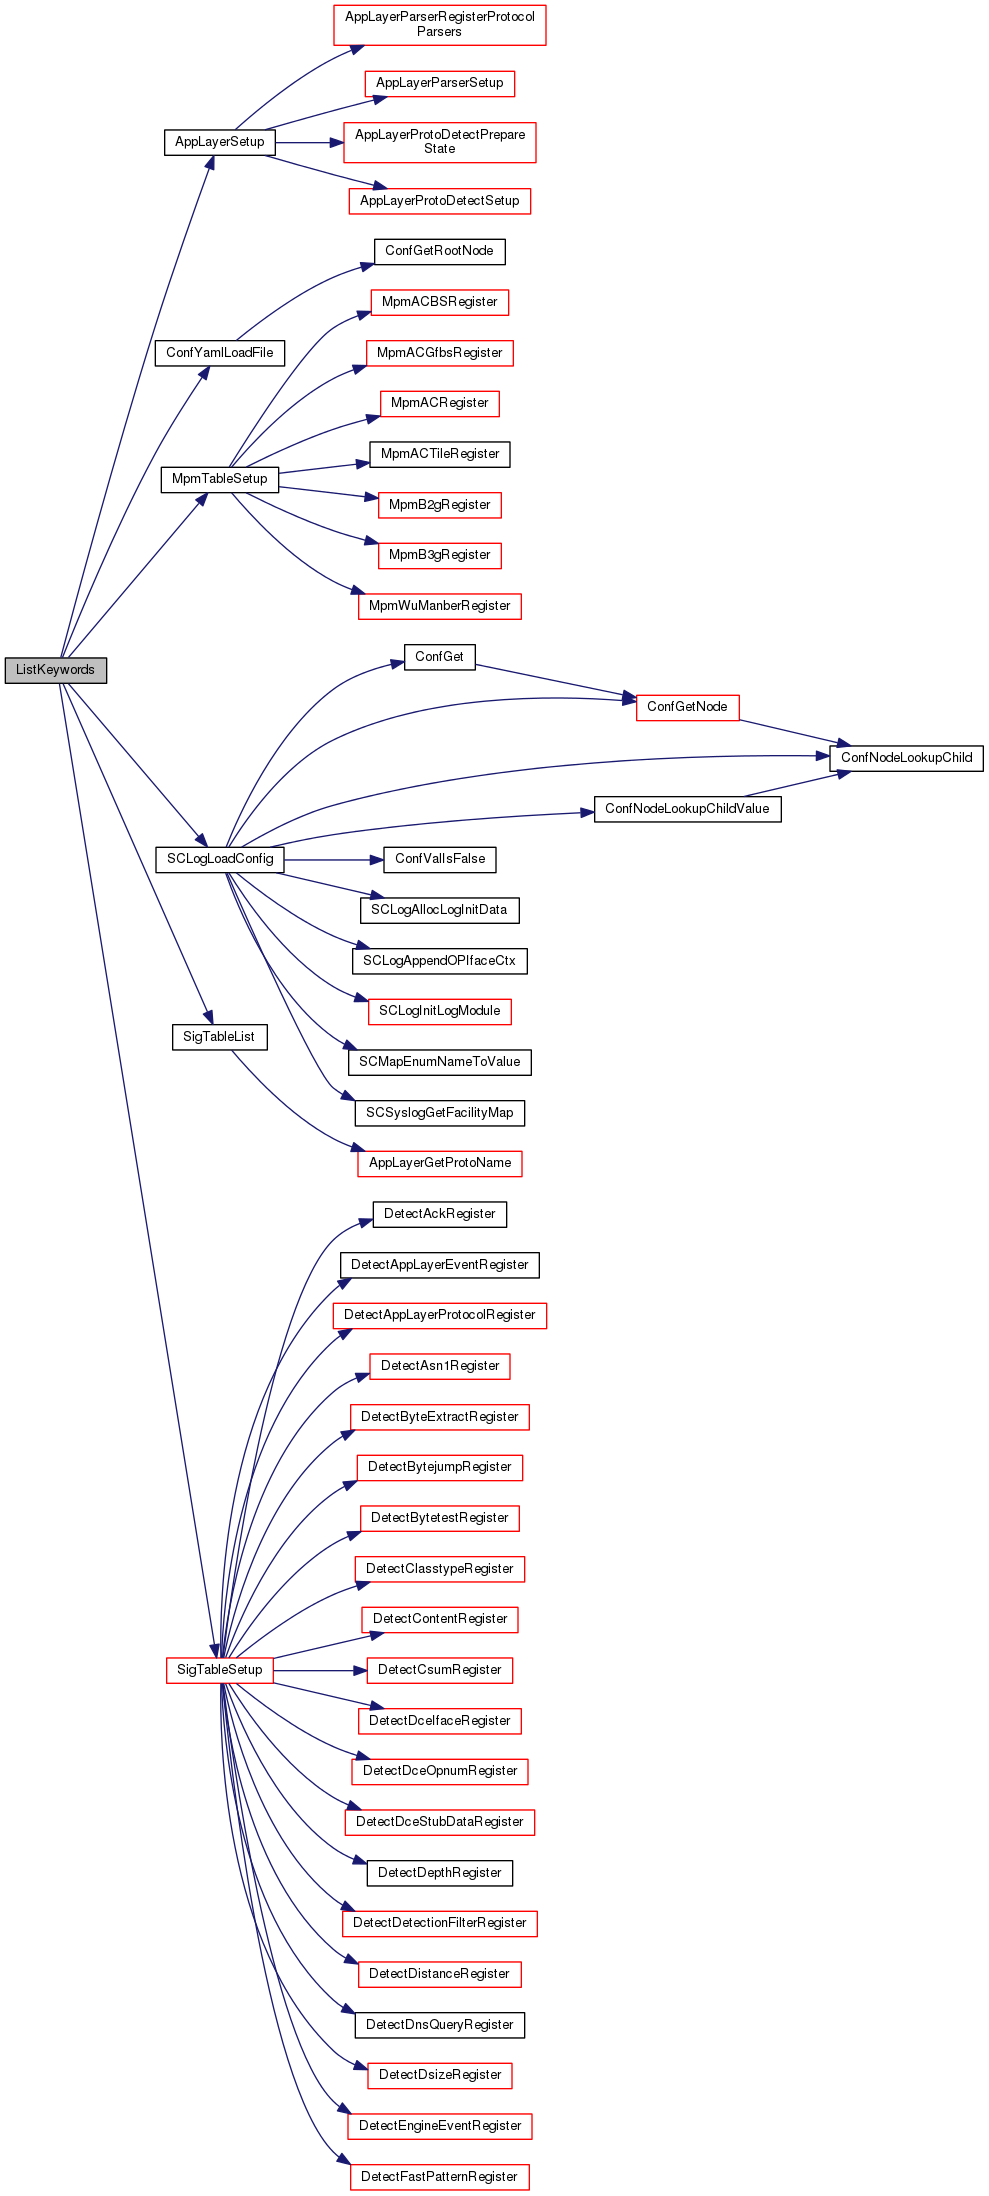 AppLayerParserRegisterProtocol
Parsers
AppLayerParserSetup
AppLayerSetup
AppLayerProtoDetectPrepare
State
AppLayerProtoDetectSetup
ConfGetRootNode
MpmACBSRegister
ConfYamlLoadFile
MpmACGfbsRegister
MpmACRegister
MpmACTileRegister
MpmTableSetup
MpmB2gRegister
MpmB3gRegister
MpmWuManberRegister
ListKeywords
ConfGet
ConfGetNode
ConfNodeLookupChild
ConfNodeLookupChildValue
SCLogLoadConfig
ConfValIsFalse
SCLogAllocLogInitData
SCLogAppendOPIfaceCtx
SCLogInitLogModule
SigTableList
SCMapEnumNameToValue
SCSyslogGetFacilityMap
AppLayerGetProtoName
DetectAckRegister
DetectAppLayerEventRegister
DetectAppLayerProtocolRegister
DetectAsn1Register
DetectByteExtractRegister
DetectBytejumpRegister
DetectBytetestRegister
DetectClasstypeRegister
DetectContentRegister
SigTableSetup
DetectCsumRegister
DetectDceIfaceRegister
DetectDceOpnumRegister
DetectDceStubDataRegister
DetectDepthRegister
DetectDetectionFilterRegister
DetectDistanceRegister
DetectDnsQueryRegister
DetectDsizeRegister
DetectEngineEventRegister
DetectFastPatternRegister